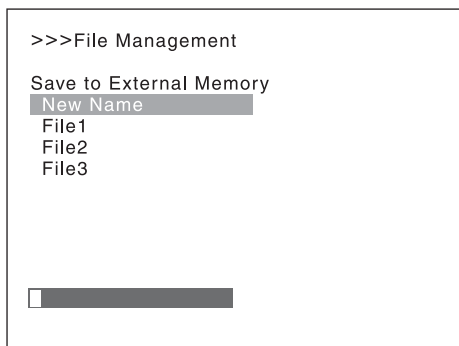 >>>File Management
Save to External Memory
New Name
File1
File2
File3